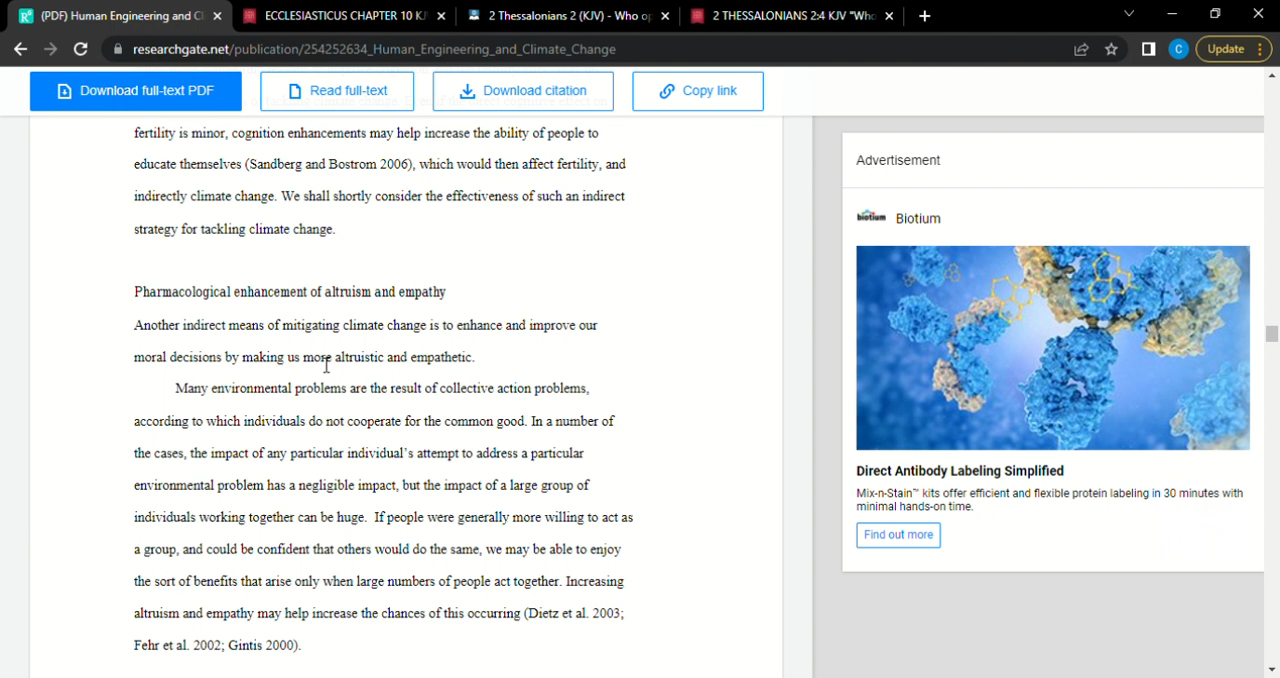 (PDF) Human Engineering and Cl
ECCLESIASTICUS CHAPTER 10 KJ
2 Thessalonians 2 (KJV) - Who op
2 THESSALONIANS 2:4 KJV "Who
researchgate.net/publication/254252634_Human_Engineering_and_Climate_Change
C
Update
Download full-text PDF
Read full-text
Download citation
Copy link
fertility is minor, cognition enhancements may help increase the ability of people to
educate themselves (Sandberg and Bostrom 2006), which would then affect fertility, and
indirectly climate change. We shall shortly consider the effectiveness of such an indirect
strategy for tackling climate change.
Pharmacological enhancement of altruism and empathy
Another indirect means of mitigating climate change is to enhance and improve our
moral decisions by making us more altruistic and empathetic.
Many environmental problems are the result of collective action problems,
according to which individuals do not cooperate for the common good. In a number of
the cases, the impact of any particular individual's attempt to address a particular
environmental problem has a negligible impact, but the impact of a large group of
individuals working together can be huge. If people were generally more willing to act as
a group, and could be confident that others would do the same, we may be able to enjoy
the sort of benefits that arise only when large numbers of people act together. Increasing
altruism and empathy may help increase the chances of this occurring (Dietz et al. 2003;
Fehr et al. 2002; Gintis 2000).
Advertisement
biotium
Biotium
Direct Antibody Labeling Simplified
Mix-n-Stain™ kits offer efficient and flexible protein labeling in 30 minutes with
minimal hands-on time.
Find out more